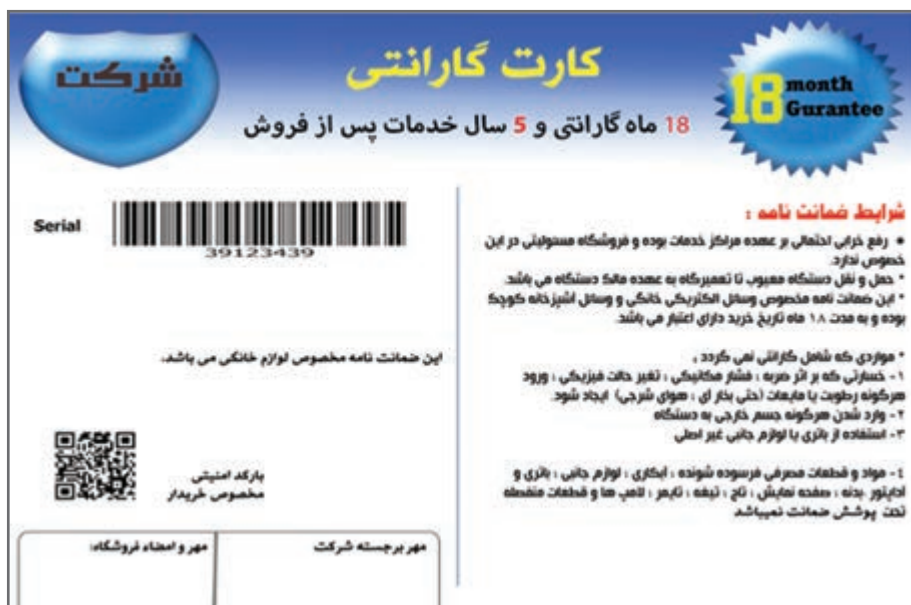 شرکت
کارت گارانتی
18 ماه گارانتی و 5 سال خدمات پس از فروش
18 month
Gurantee
شرایط ضمانت نامه :
● رفع خرابی احتمالی بر عهده مراکز خدمات بوده و فروشگاه مسئولیتی در این
خصوص ندارد.
* حمل و نقل دستگاه معیوب تا تعمیرگاه به عهده مالک دستگاه می باشد.
* این ضمانت نامه مخصوص وسائل الکتریکی خانگی و وسائل آشپزخانه کوچک
بوده و به مدت ۱۸ ماه تاریخ خرید دارای اعتبار می باشد.
* مواردی که شامل گارانتی نمی گردد ،
۱- خسارتی که بر اثر ضربه ، فشار مکانیکی ، تغیر حالت فیزیکی ، ورود
هرگونه رطوبت یا مایعات (حتی بخار آی ، هوای شرجی) ایجاد شود.
۲- وارد شدن هرگونه جسم خارجی به دستگاه
۳- استفاده از باتری یا لوازم جانبی غیر اصلی
٤- مواد و قطعات مصرفی فرسوده شونده ، آبکاری ، لوازم جانبی ، باتری و
آداپتور .بدنه ، صفحه نمایش ، تاچ ، تیغه ، تایمر ، لامپ ها و قطعات منفصله
تحت پوشش ضمانت نمیباشد
Serial
39123439
این ضمانت نامه مخصوص لوازم خانگی می باشد.
بارکد امنیتی
مخصوص خریدار
مهر برجسته شرکت
مهر و امضاء فروشگاه: